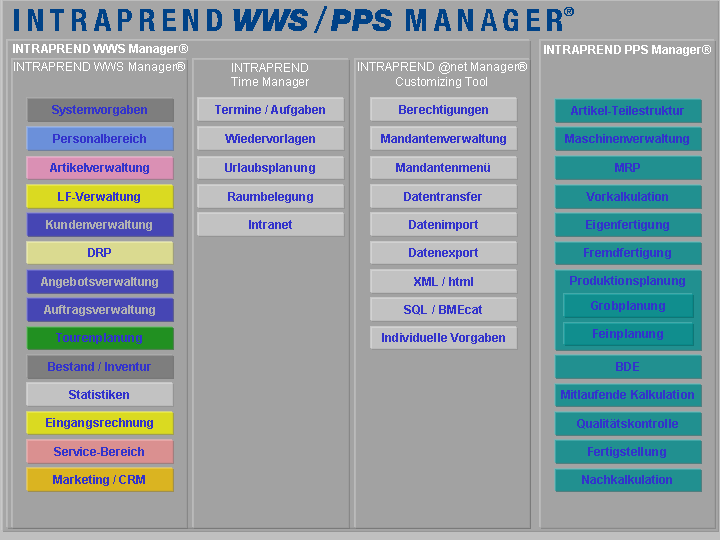 INTRAPREND WWS / PPS MANAGER®
INTRAPREND WWS Manager®
INTRAPREND WWS Manager®
Systemvorgaben
Personalbereich
Artikelverwaltung
LF-Verwaltung
Kundenverwaltung
DRP
Angebotsverwaltung
Auftragsverwaltung
Tourenplanung
Bestand / Inventur
Statistiken
Eingangsrechnung
Service-Bereich
Marketing / CRM
INTRAPREND
Time Manager
Termine / Aufgaben
Wiedervorlagen
Urlaubsplanung
Raumbelegung
Intranet
INTRAPREND @net Manager®
Customizing Tool
Berechtigungen
Mandantenverwaltung
Mandantenmenü
Datentransfer
Datenimport
Datenexport
XML / html
SQL / BMEcat
Individuelle Vorgaben
INTRAPREND PPS Manager®
Artikel-Teilestruktur
Maschinenverwaltung
MRP
Vorkalkulation
Eigenfertigung
Fremdfertigung
Produktionsplanung
Grobplanung
Feinplanung
BDE
Mitlaufende Kalkulation
Qualitätskontrolle
Fertigstellung
Nachkalkulation